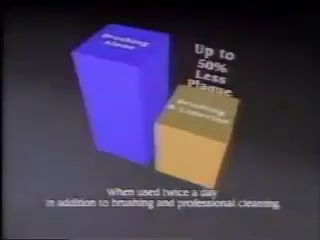 Brushing
Alone
Up to
50%
Less
Plaque
Brushing
& Listerine
When used twice a day
in addition to brushing and professional cleaning.